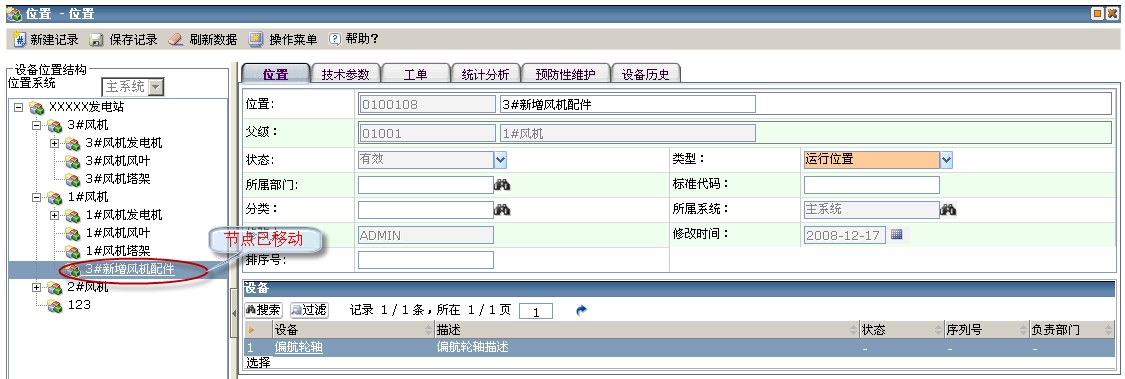 位置 - 位置
新建记录 保存记录 刷新数据 操作菜单 帮助?
设备位置结构
位置系统 主系统
XXXXX发电站
3#风机
3#风机发电机
3#风机风叶
3#风机塔架
1#风机
1#风机发电机
1#风机风叶
1#风机塔架
3#新增风机配件
2#风机
123
节点已移动
位置 技术参数 工单 统计分析 预防性维护 设备历史
位置: 0100108 3#新增风机配件
父级: 01001 1#风机
状态: 有效 类型: 运行位置
所属部门: 标准代码:
分类: 所属系统: 主系统
ADMIN 修改时间: 2008-12-17
排序号:
设备
搜索 过滤 记录 1 / 1 条, 所在 1 / 1 页 1
设备 描述 状态 序列号 负责部门
1 偏航轮轴 偏航轮轴描述 - - -
选择